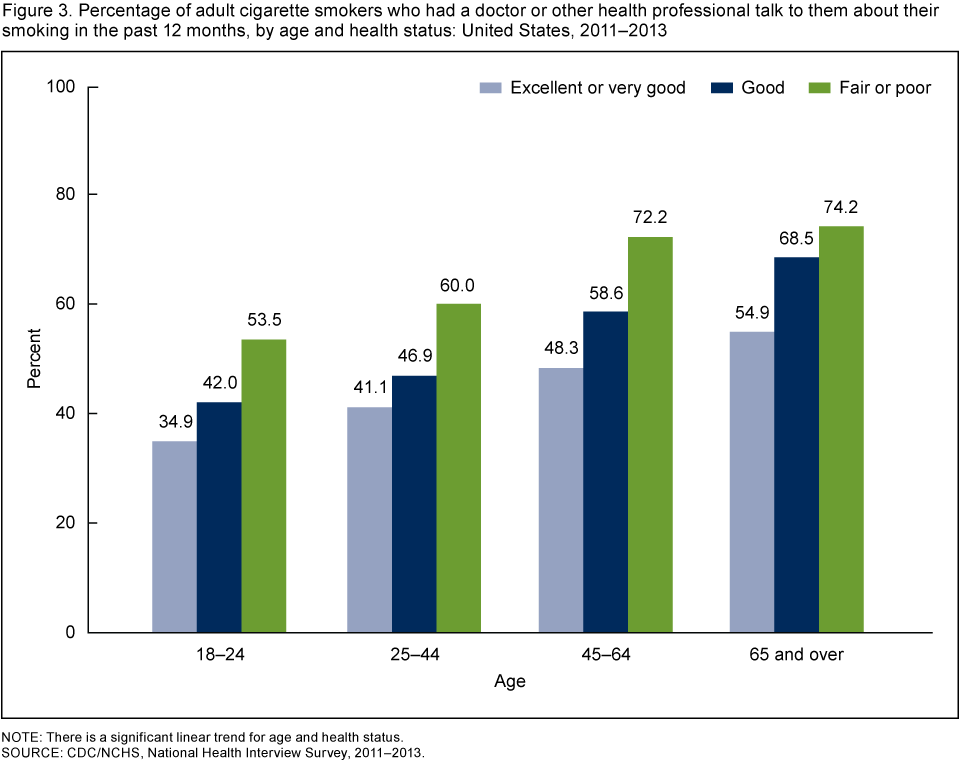 Figure 3. Percentage of adult cigarette smokers who had a doctor or other health professional talk to them about their
smoking in the past 12 months, by age and health status: United States, 2011–2013
Excellent or very good
Good
Fair or poor
100
80
60
40
20
0
Percent
34.9
42.0
53.5
41.1
46.9
60.0
48.3
58.6
72.2
54.9
68.5
74.2
18–24
25–44
45–64
65 and over
Age
NOTE: There is a significant linear trend for age and health status.
SOURCE: CDC/NCHS, National Health Interview Survey, 2011–2013.